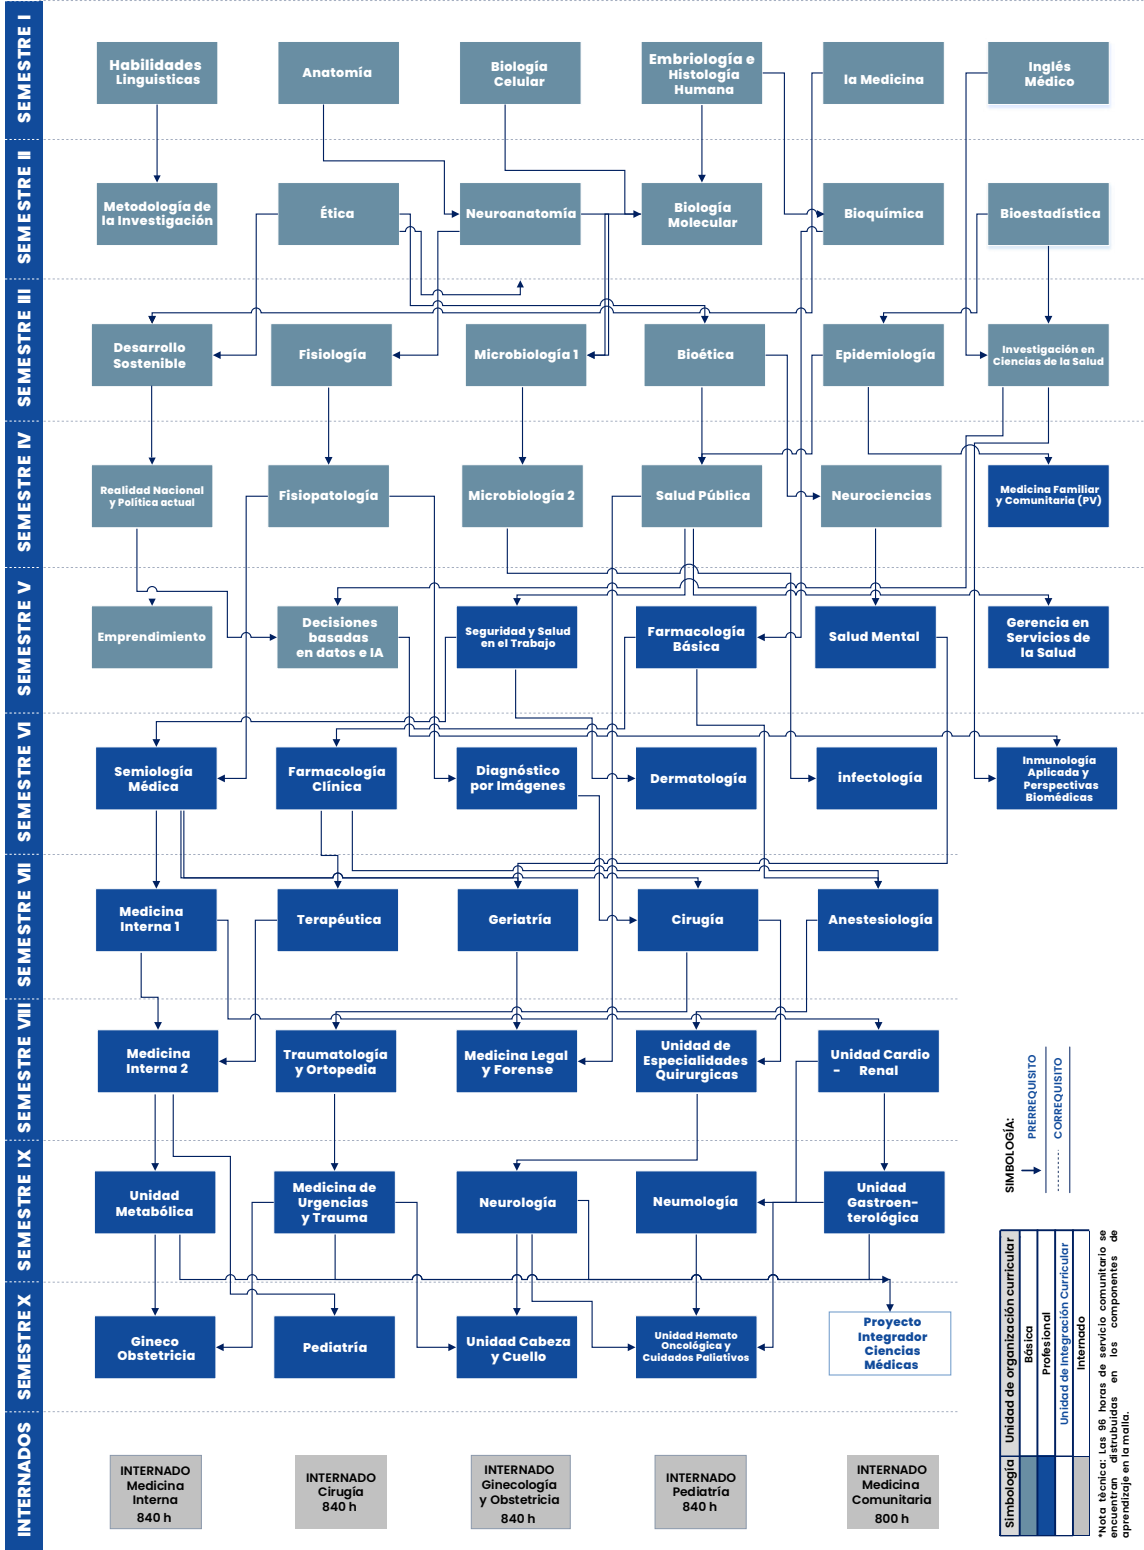 SEMESTRE I
Habilidades
Linguisticas
Anatomía
Biología
Celular
Embriología e
Histología
Humana
la Medicina
Inglés
Médico
SEMESTRE II
Metodología de
la Investigación
Ética
Neuroanatomía
Biología
Molecular
Bioquímica
Bioestadística
SEMESTRE III
Desarrollo
Sostenible
Fisiología
Microbiología 1
Bioética
Epidemiología
Investigación en
Ciencias de la Salud
SEMESTRE IV
Realidad Nacional
y Política actual
Fisiopatología
Microbiología 2
Salud Pública
Neurociencias
Medicina Familiar
y Comunitaria (PV)
SEMESTRE V
Emprendimiento
Decisiones
basadas
en datos e IA
Seguridad y Salud
en el Trabajo
Farmacología
Básica
Salud Mental
Gerencia en
Servicios de
la Salud
SEMESTRE VI
Semiología
Médica
Farmacología
Clínica
Diagnóstico
por Imágenes
Dermatología
infectología
Inmunología
Aplicada y
Perspectivas
Biomédicas
SEMESTRE VII
Medicina
Interna 1
Terapéutica
Geriatría
Cirugía
Anestesiología
SEMESTRE VIII
Medicina
Interna 2
Traumatología
y Ortopedia
Medicina Legal
y Forense
Unidad de
Especialidades
Quirurgicas
Unidad Cardio
- Renal
SEMESTRE IX
Unidad
Metabólica
Medicina de
Urgencias
y Trauma
Neurología
Neumología
Unidad
Gastroen-
terológica
SEMESTRE X
Gineco
Obstetricia
Pediatría
Unidad Cabeza
y Cuello
Unidad Hemato
Oncológica y
Cuidados Paliativos
Proyecto
Integrador
Ciencias
Médicas
INTERNADOS
INTERNADO
Medicina
Interna
840 h
INTERNADO
Cirugía
840 h
INTERNADO
Ginecología
y Obstetricia
840 h
INTERNADO
Pediatría
840 h
INTERNADO
Medicina
Comunitaria
800 h
SIMBOLOGÍA:
PRERREQUISITO
CORREQUISITO
Simbología Unidad de organización curricular
Básica
Profesional
Unidad de Integración Curricular
Internado
*Nota técnica: Las 96 horas de servicio comunitario se
encuentran distrubuidas en los componentes de
aprendizaje en la malla.